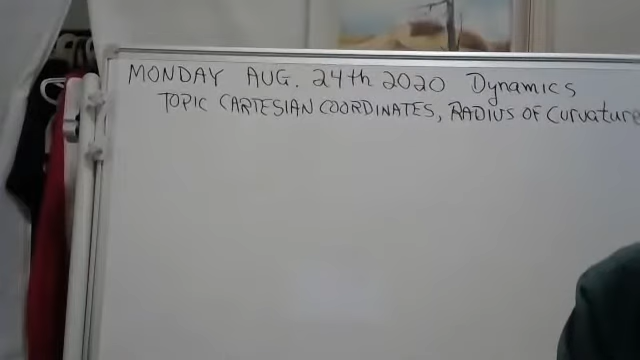 MONDAY AUG. 24th 2020 Dynamics
TOPIC CARTESIAN COORDINATES, RADIUS OF Curvature